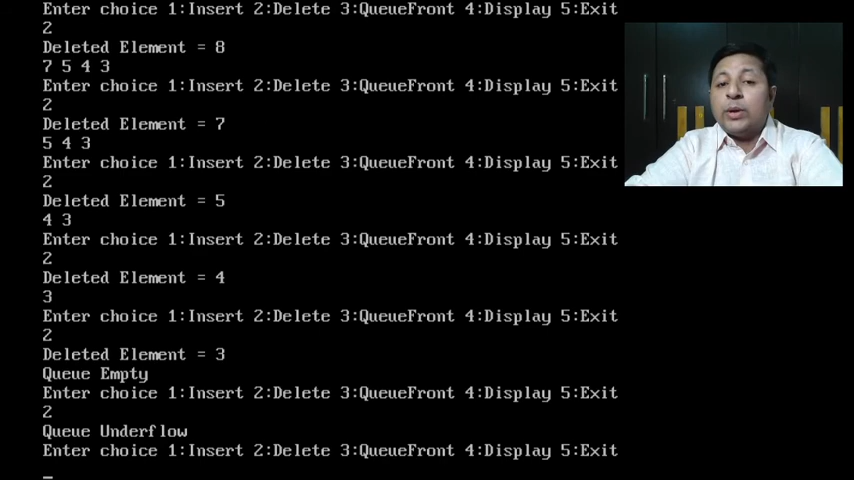 Enter choice 1:Insert 2:Delete 3:QueueFront 4:Display 5:Exit
2
Deleted Element = 8
7 5 4 3
Enter choice 1:Insert 2:Delete 3:QueueFront 4:Display 5:Exit
2
Deleted Element = 7
5 4 3
Enter choice 1:Insert 2:Delete 3:QueueFront 4:Display 5:Exit
2
Deleted Element = 5
4 3
Enter choice 1:Insert 2:Delete 3:QueueFront 4:Display 5:Exit
2
Deleted Element = 4
3
Enter choice 1:Insert 2:Delete 3:QueueFront 4:Display 5:Exit
2
Deleted Element = 3
Queue Empty
Enter choice 1:Insert 2:Delete 3:QueueFront 4:Display 5:Exit
2
Queue Underflow
Enter choice 1:Insert 2:Delete 3:QueueFront 4:Display 5:Exit